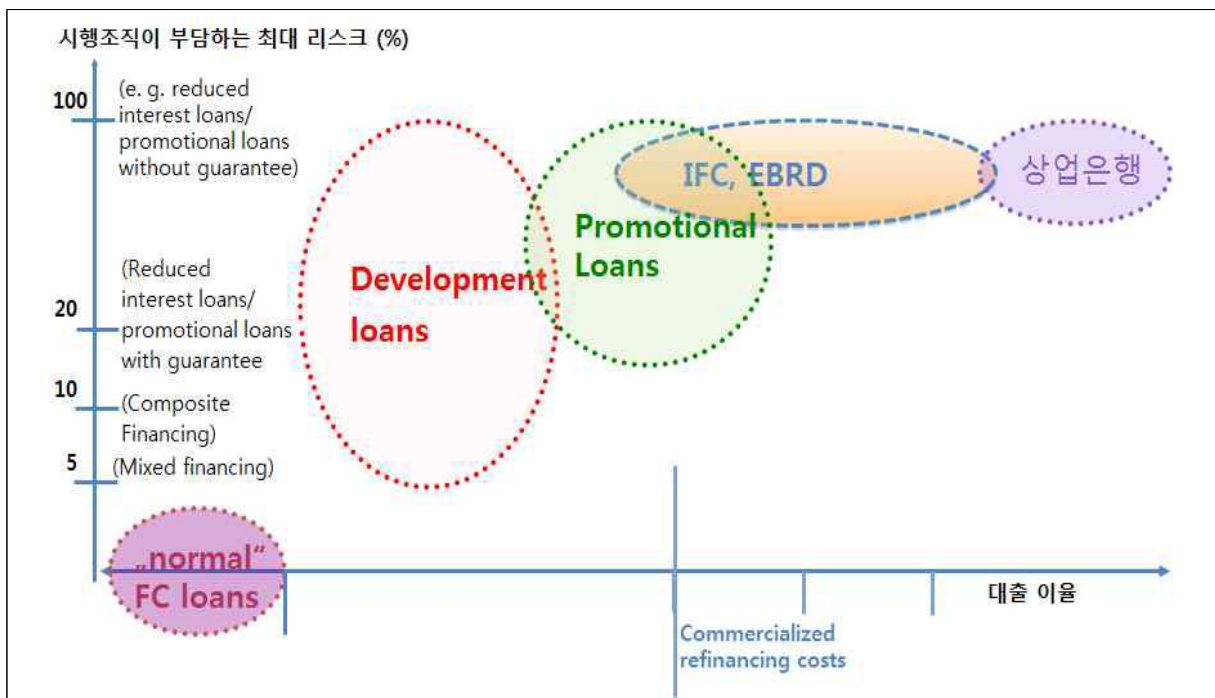 시행조직이 부담하는 최대 리스크 (%)
100
(e. g. reduced
interest loans/
promotional loans
without guarantee)
IFC, EBRD
상업은행
Promotional
Loans
Development
loans
(Reduced
interest loans/
promotional loans
with guarantee
20
10
(Composite
Financing)
5
(Mixed financing)
„normal“
FC loans
대출 이율
Commercialized
refinancing costs